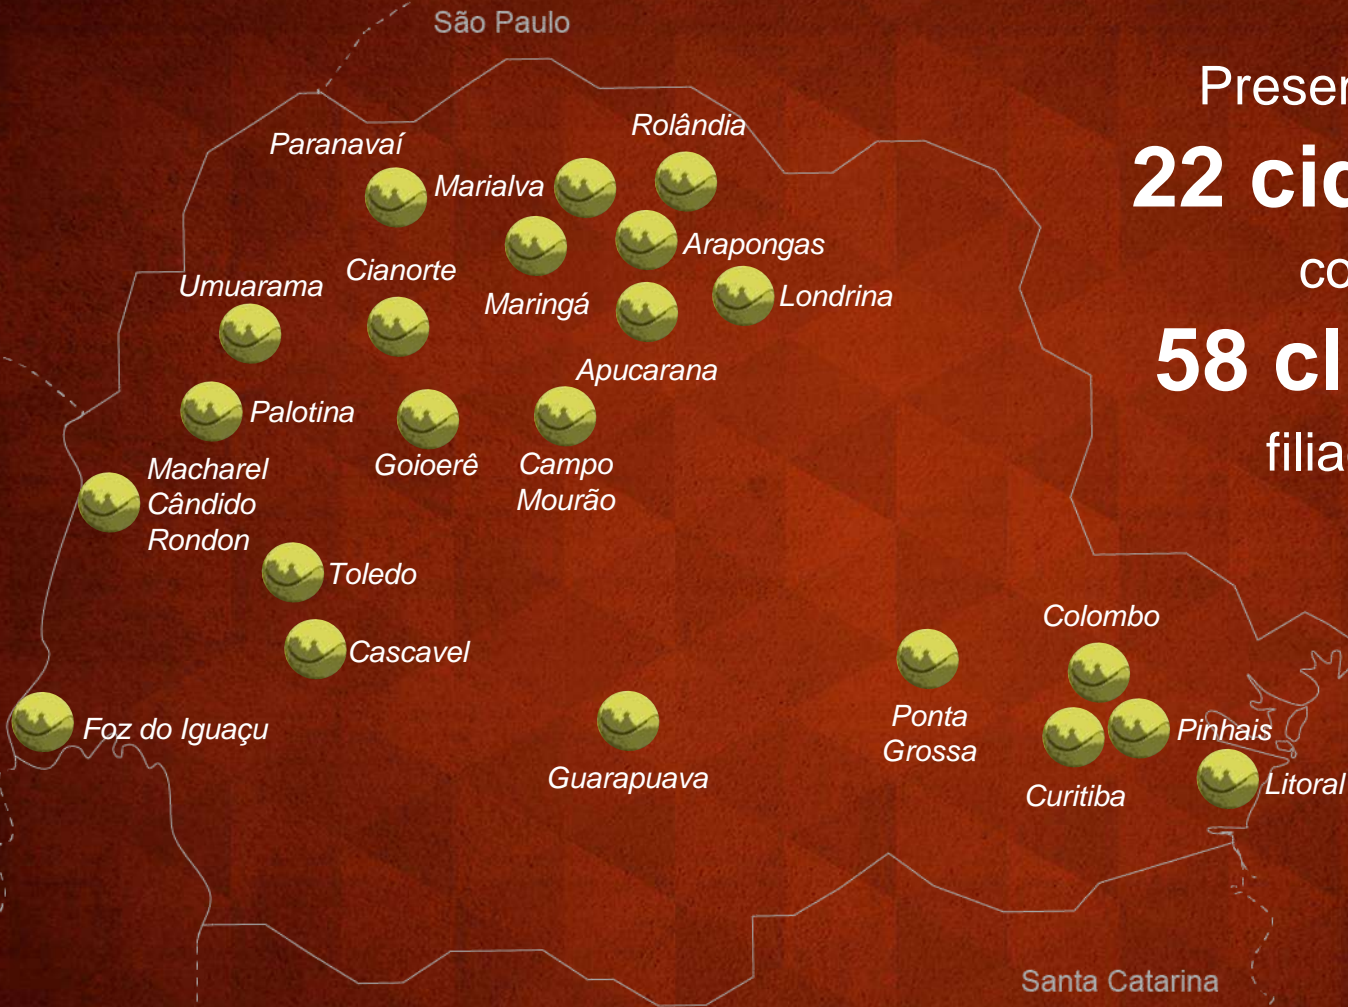 São Paulo
Paranavaí
Rolândia
Marialva
Arapongas
Umuarama
Cianorte
Maringá
Londrina
Apucarana
Palotina
Macharel
Cândido
Rondon
Goioerê
Campo
Mourão
Toledo
Cascavel
Foz do Iguaçu
Guarapuava
Ponta
Grossa
Colombo
Pinhais
Curitiba
Litoral
Santa Catarina
22
58